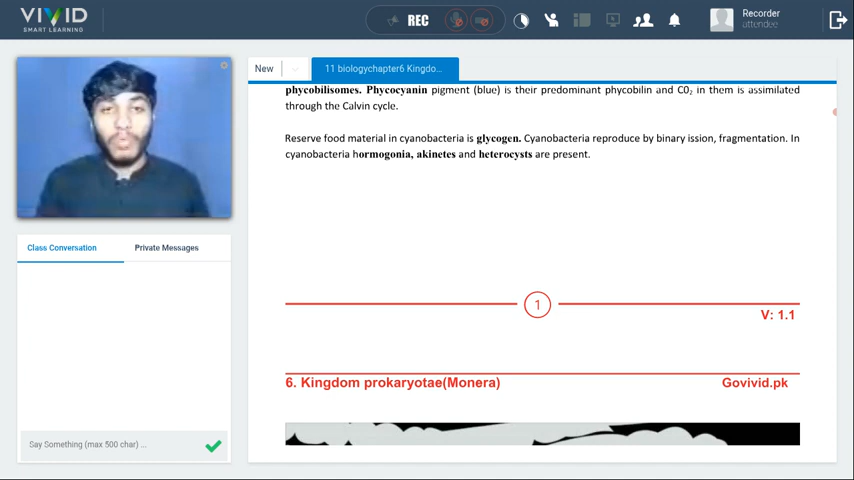 VIVID
SMART LEARNING
REC
Recorder
attendee
New
11 biologychapter6 Kingdo...
phycobilisomes. Phycocyanin pigment (blue) is their predominant phycobilin and C0₂ in them is assimilated
through the Calvin cycle.
Reserve food material in cyanobacteria is glycogen. Cyanobacteria reproduce by binary ission, fragmentation. In
cyanobacteria hormogonia, akinetes and heterocysts are present.
1
V: 1.1
6. Kingdom prokaryotae(Monera)
Govivid.pk
Class Conversation
Private Messages
Say Something (max 500 char) ...